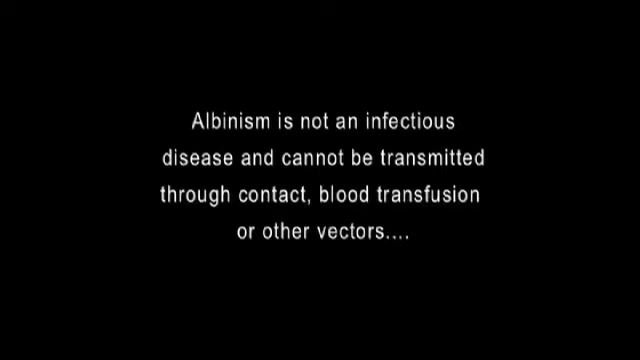 Albinism is not an infectious
disease and cannot be transmitted
through contact, blood transfusion
or other vectors....